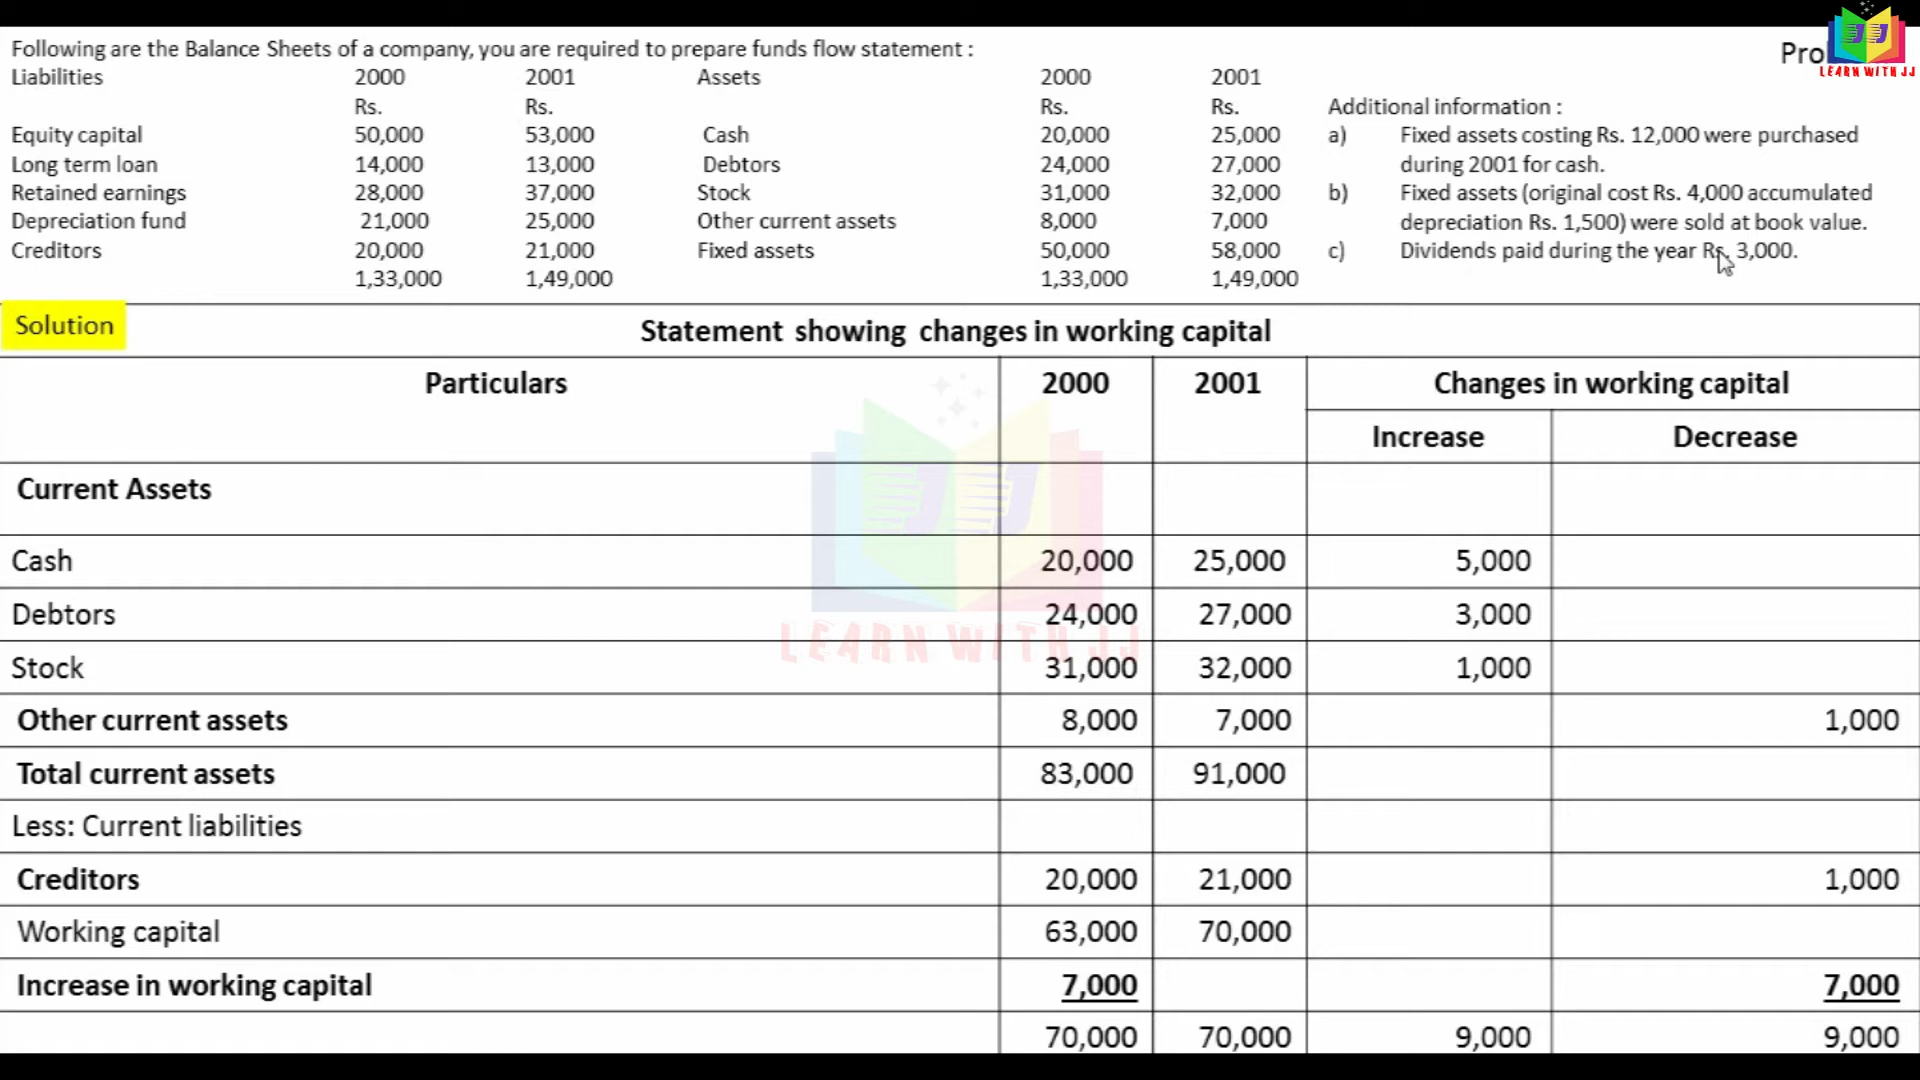 Following are the Balance Sheets of a company, you are required to prepare funds flow statement :
Pro
LEARN WITH JJ
Liabilities 2000 2001 Assets 2000 2001
Rs. Rs. Rs. Rs. Additional information :
Equity capital 50,000 53,000 Cash 20,000 25,000 a) Fixed assets costing Rs. 12,000 were purchased
Long term loan 14,000 13,000 Debtors 24,000 27,000 during 2001 for cash.
Retained earnings 28,000 37,000 Stock 31,000 32,000 b) Fixed assets (original cost Rs. 4,000 accumulated
Depreciation fund 21,000 25,000 Other current assets 8,000 7,000 depreciation Rs. 1,500) were sold at book value.
Creditors 20,000 21,000 Fixed assets 50,000 58,000 c) Dividends paid during the year Rs. 3,000.
1,33,000 1,49,000 1,33,000 1,49,000
Solution
Statement showing changes in working capital
Particulars 2000 2001 Changes in working capital
Increase Decrease
Current Assets
Cash 20,000 25,000 5,000
Debtors 24,000 27,000 3,000
LEARN WITH JJ
Stock 31,000 32,000 1,000
Other current assets 8,000 7,000 1,000
Total current assets 83,000 91,000
Less: Current liabilities
Creditors 20,000 21,000 1,000
Working capital 63,000 70,000
Increase in working capital 7,000 7,000
70,000 70,000 9,000 9,000